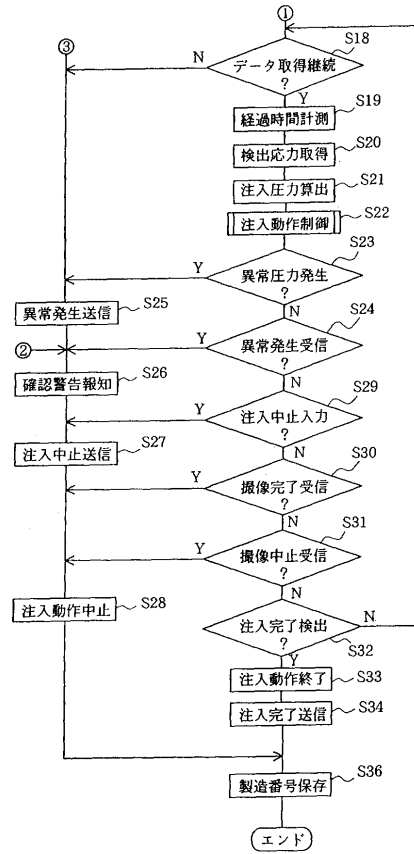 ①
③
S18
N
データ取得継続
?
Y
S19
経過時間計測
S20
検出応力取得
S21
注入圧力算出
S22
注入動作制御
S23
Y
異常圧力発生
?
N
S25
異常発生送信
S24
②
Y
異常発生受信
?
N
S26
確認警告報知
S29
Y
注入中止入力
?
N
S27
注入中止送信
S30
Y
撮像完了受信
?
N
S31
Y
撮像中止受信
?
N
S28
注入動作中止
注入完了検出
?
N
S32
Y
注入動作終了
S33
S34
注入完了送信
S36
製造番号保存
エンド